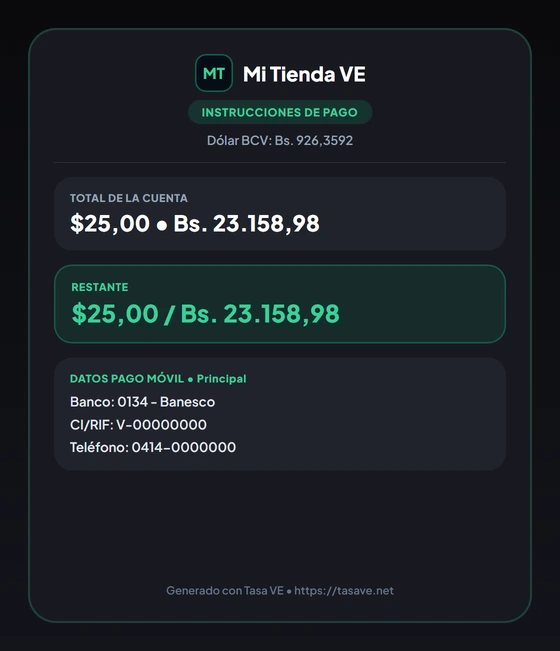 MT Mi Tienda VE
INSTRUCCIONES DE PAGO
Dólar BCV: Bs. 926,3592
TOTAL DE LA CUENTA
$25,00 • Bs. 23.158,98
RESTANTE
$25,00 / Bs. 23.158,98
DATOS PAGO MÓVIL • Principal
Banco: 0134 - Banesco
CI/RIF: V-00000000
Teléfono: 0414-0000000
Generado con Tasa VE • https://tasave.net